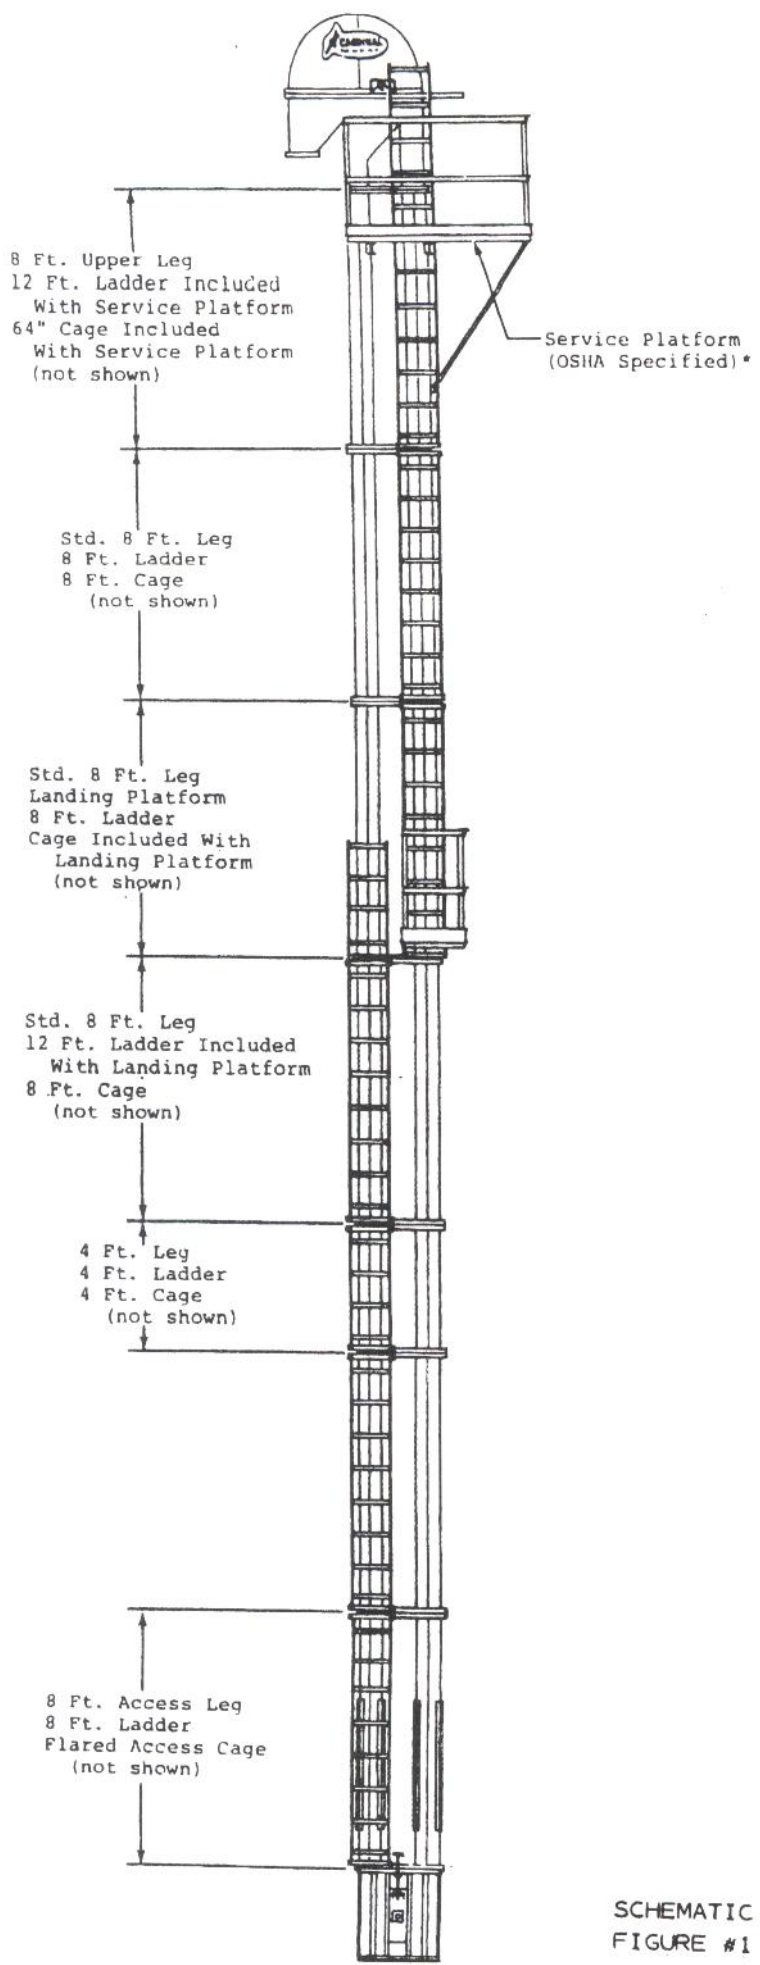 CARDINAL
8 Ft. Upper Leg
12 Ft. Ladder Included
With Service Platform
64" Cage Included
With Service Platform
(not shown)
Service Platform
(OSHA Specified)*
Std. 8 Ft. Leg
8 Ft. Ladder
8 Ft. Cage
(not shown)
Std. 8 Ft. Leg
Landing Platform
8 Ft. Ladder
Cage Included With
Landing Platform
(not shown)
Std. 8 Ft. Leg
12 Ft. Ladder Included
With Landing Platform
8 Ft. Cage
(not shown)
4 Ft. Leg
4 Ft. Ladder
4 Ft. Cage
(not shown)
8 Ft. Access Leg
8 Ft. Ladder
Flared Access Cage
(not shown)
SCHEMATIC
FIGURE #1